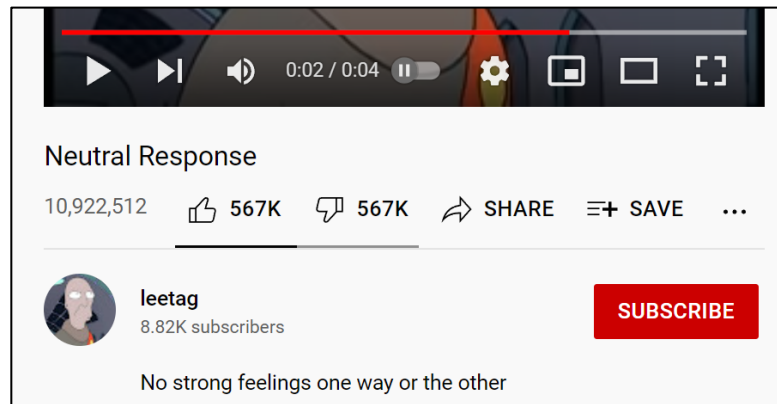 0:02 / 0:04
Neutral Response
10,922,512 567K 567K SHARE SAVE ...
leetag
SUBSCRIBE
8.82K subscribers
No strong feelings one way or the other